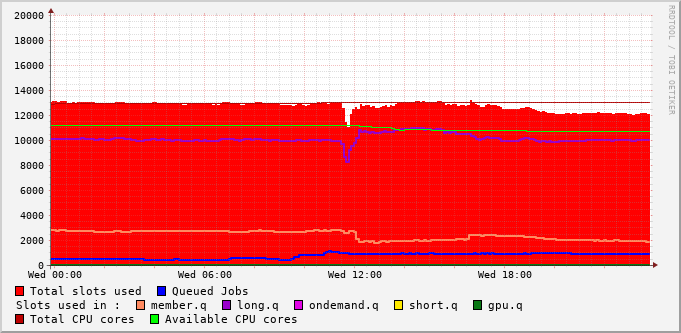 20000
18000
16000
14000
12000
10000
8000
6000
4000
2000
0
Wed 00:00 Wed 06:00 Wed 12:00 Wed 18:00
RRDTOOL / TOBI OETIKER
Total slots used Queued Jobs
Slots used in : member.q long.q ondemand.q short.q gpu.q
Total CPU cores Available CPU cores